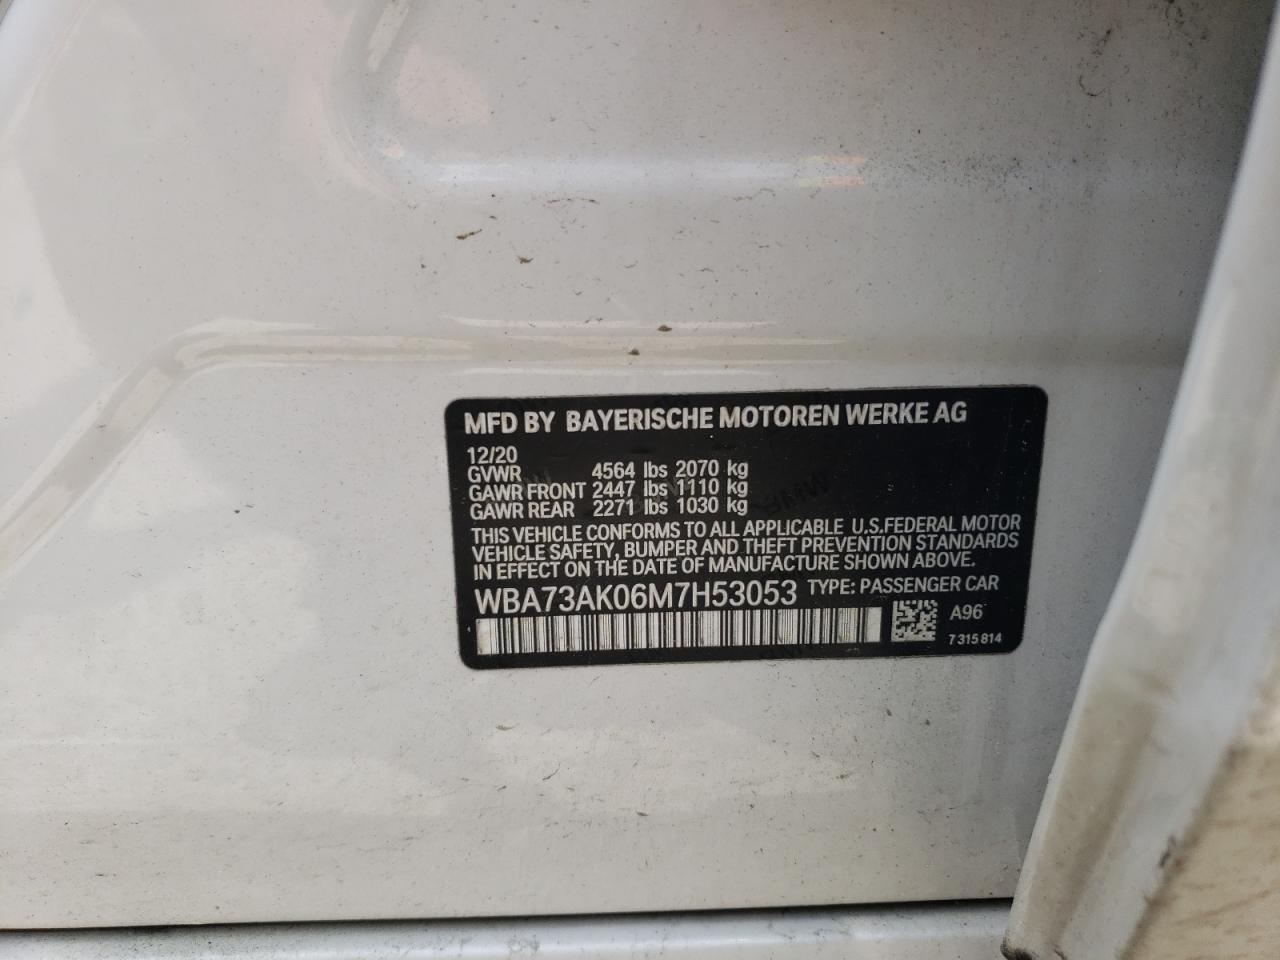 MFD BY BAYERISCHE MOTOREN WERKE AG
12/20
GVWR 4564 lbs 2070 kg
GAWR FRONT 2447 lbs 1110 kg
GAWR REAR 2271 lbs 1030 kg
THIS VEHICLE CONFORMS TO ALL APPLICABLE U.S.FEDERAL MOTOR
VEHICLE SAFETY, BUMPER AND THEFT PREVENTION STANDARDS
IN EFFECT ON THE DATE OF MANUFACTURE SHOWN ABOVE.
WBA73AK06M7H53053 TYPE: PASSENGER CAR
A96
7 315 814
BMW